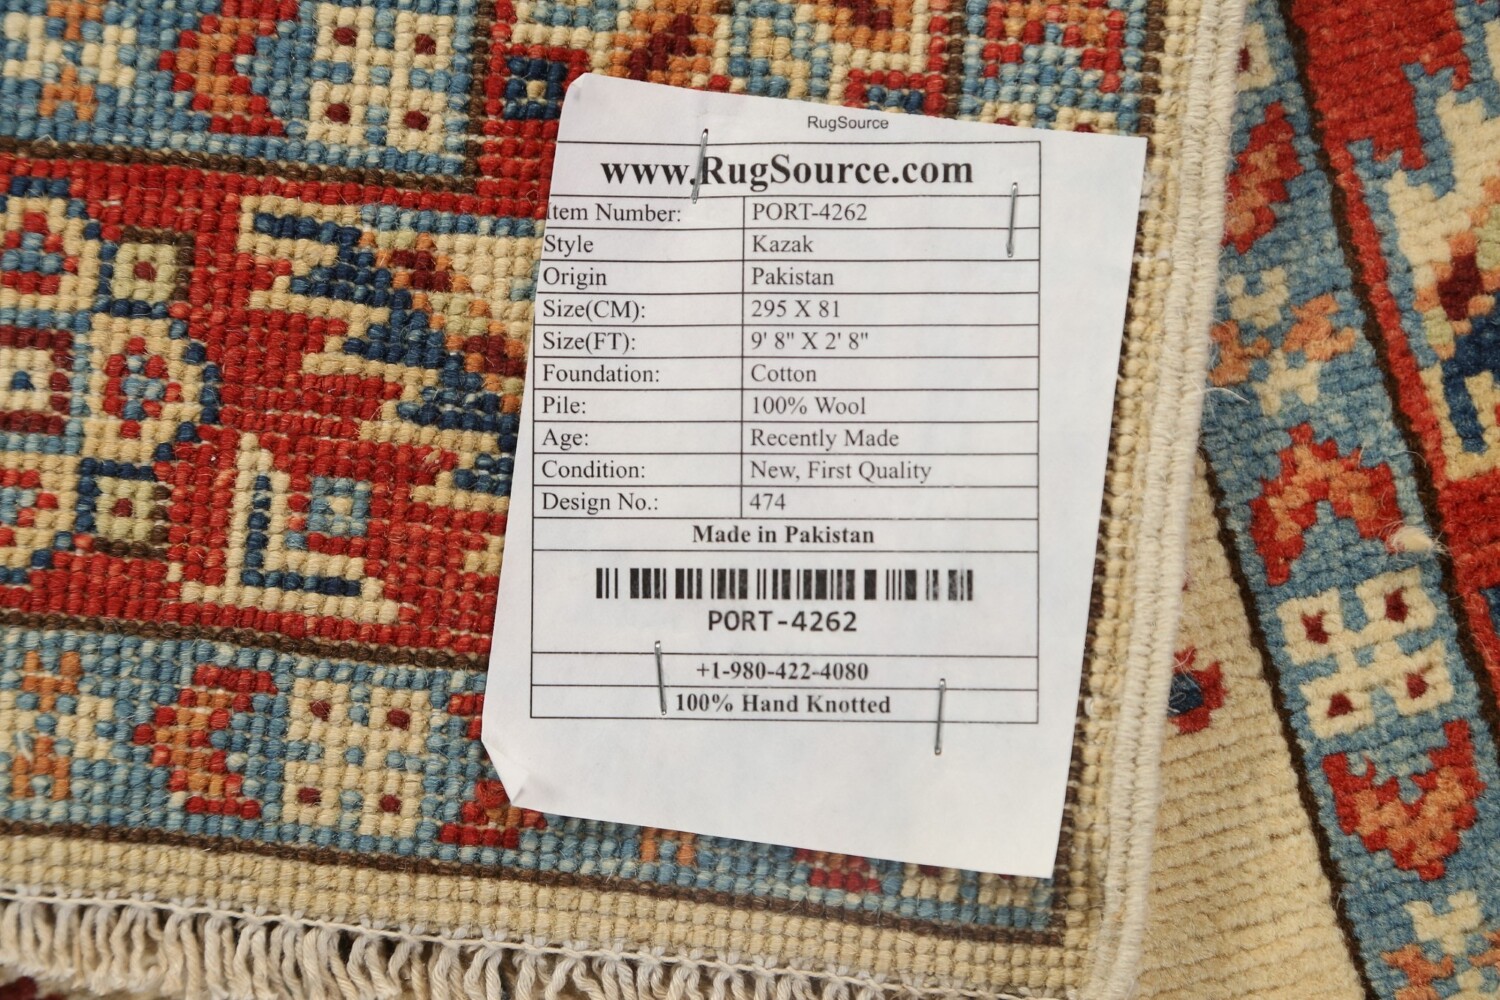 RugSource
www.RugSource.com
Item Number: PORT-4262
Style Kazak
Origin Pakistan
Size(CM): 295 X 81
Size(FT): 9' 8" X 2' 8"
Foundation: Cotton
Pile: 100% Wool
Age: Recently Made
Condition: New, First Quality
Design No.: 474
Made in Pakistan
PORT-4262
+1-980-422-4080
100% Hand Knotted